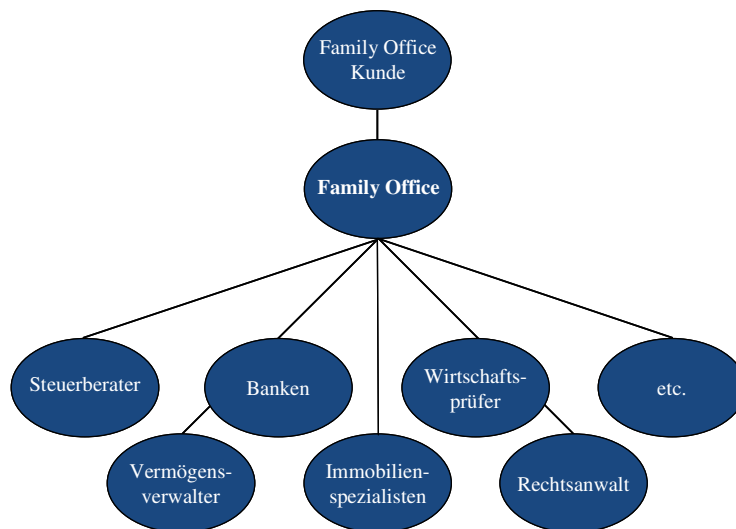 Family Office
Kunde
Family Office
Steuerberater
Banken
Wirtschafts-
prüfer
etc.
Vermögens-
verwalter
Immobilien-
spezialisten
Rechtsanwalt